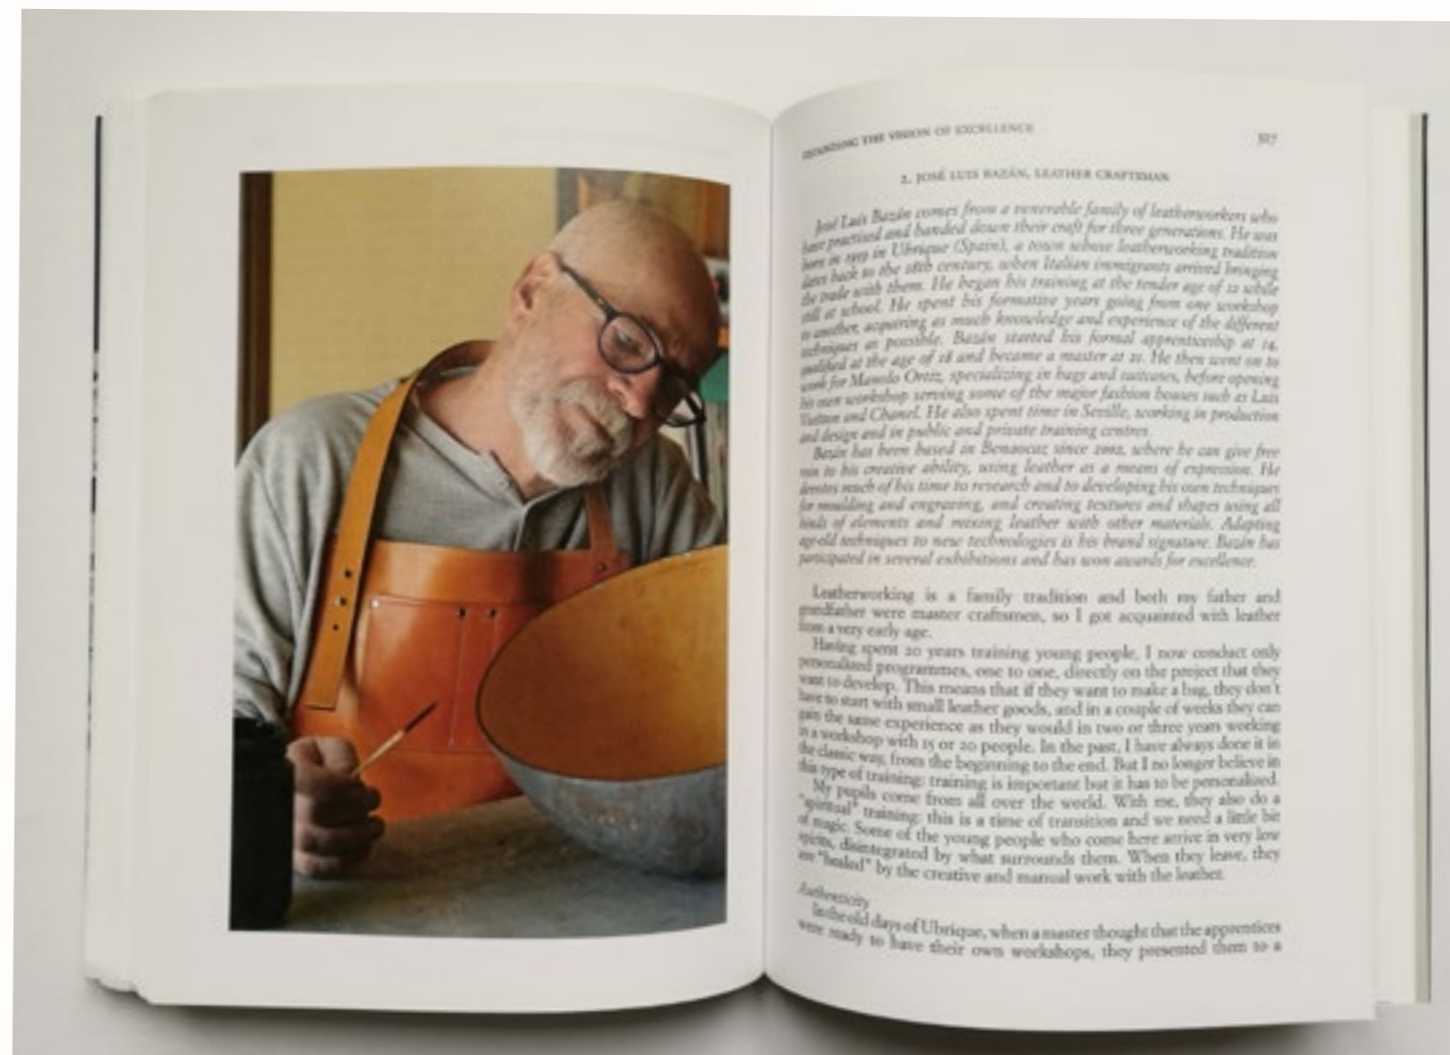 EXPANDING THE VISION OF EXCELLENCE
2. JOSÉ LUIS BAZÁN, LEATHER CRAFTSMAN
José Luis Bazán comes from a venerable family of leatherworkers who
have practised and handed down their craft for three generations. He was
born in 1959 in Ubrique (Spain), a town whose leatherworking tradition
dates back to the 18th century, when Italian immigrants arrived bringing
the trade with them. He began his training at the tender age of 12 while
still at school. He spent his formative years going from one workshop
to another, acquiring as much knowledge and experience of the different
techniques as possible. Bazán started his formal apprenticeship at 14,
qualified at the age of 18 and became a master at 21. He then went on to
work for Manolo Ortiz, specializing in bags and suitcases, before opening
his own workshop serving some of the major fashion houses such as Luis
Vuitton and Chanel. He also spent time in Seville, working in production
and design and in public and private training centres.
Bazán has been based in Benaocaz since 2002, where he can give free
rein to his creative ability, using leather as a means of expression. He
devotes much of his time to research and to developing his own techniques
for moulding and engraving, and creating textures and shapes using all
kinds of elements and mixing leather with other materials. Adapting
age-old techniques to new technologies is his brand signature. Bazán has
participated in several exhibitions and has won awards for excellence.
Leatherworking is a family tradition and both my father and
grandfather were master craftsmen, so I got acquainted with leather
from a very early age.
Having spent 20 years training young people, I now conduct only
personalized programmes, one to one, directly on the project that they
want to develop. This means that if they want to make a bag, they don't
have to start with small leather goods, and in a couple of weeks they can
gain the same experience as they would in two or three years working
in a workshop with 15 or 20 people. In the past, I have always done it in
the classic way, from the beginning to the end. But I no longer believe in
this type of training: training is important but it has to be personalized.
My pupils come from all over the world. With me, they also do a
"spiritual" training: this is a time of transition and we need a little bit
of magic. Some of the young people who come here arrive in very low
spirits, disintegrated by what surrounds them. When they leave, they
are "healed" by the creative and manual work with the leather.
Authenticity
In the old days of Ubrique, when a master thought that the apprentices
were ready to have their own workshops, they presented them to a